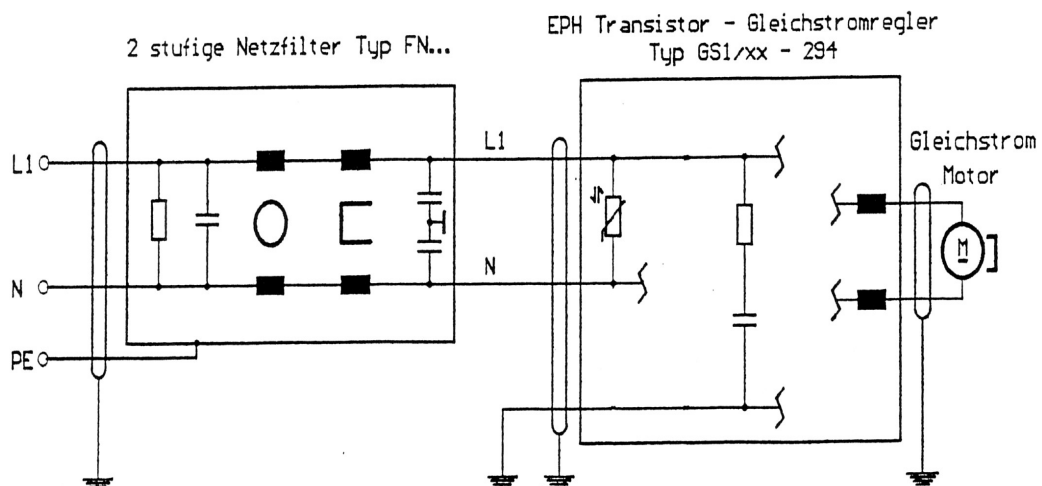 2 stufige Netzfilter Typ FN...
EPH Transistor - Gleichstromregler
Typ GS1/xx - 294
L1
L1
Gleichstrom
Motor
N
N
M
PE